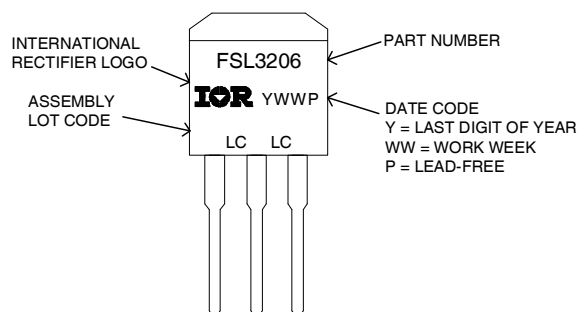 INTERNATIONAL
RECTIFIER LOGO
ASSEMBLY
LOT CODE
FSL3206
IOR YWWP
LC LC
PART NUMBER
DATE CODE
Y = LAST DIGIT OF YEAR
WW = WORK WEEK
P = LEAD-FREE